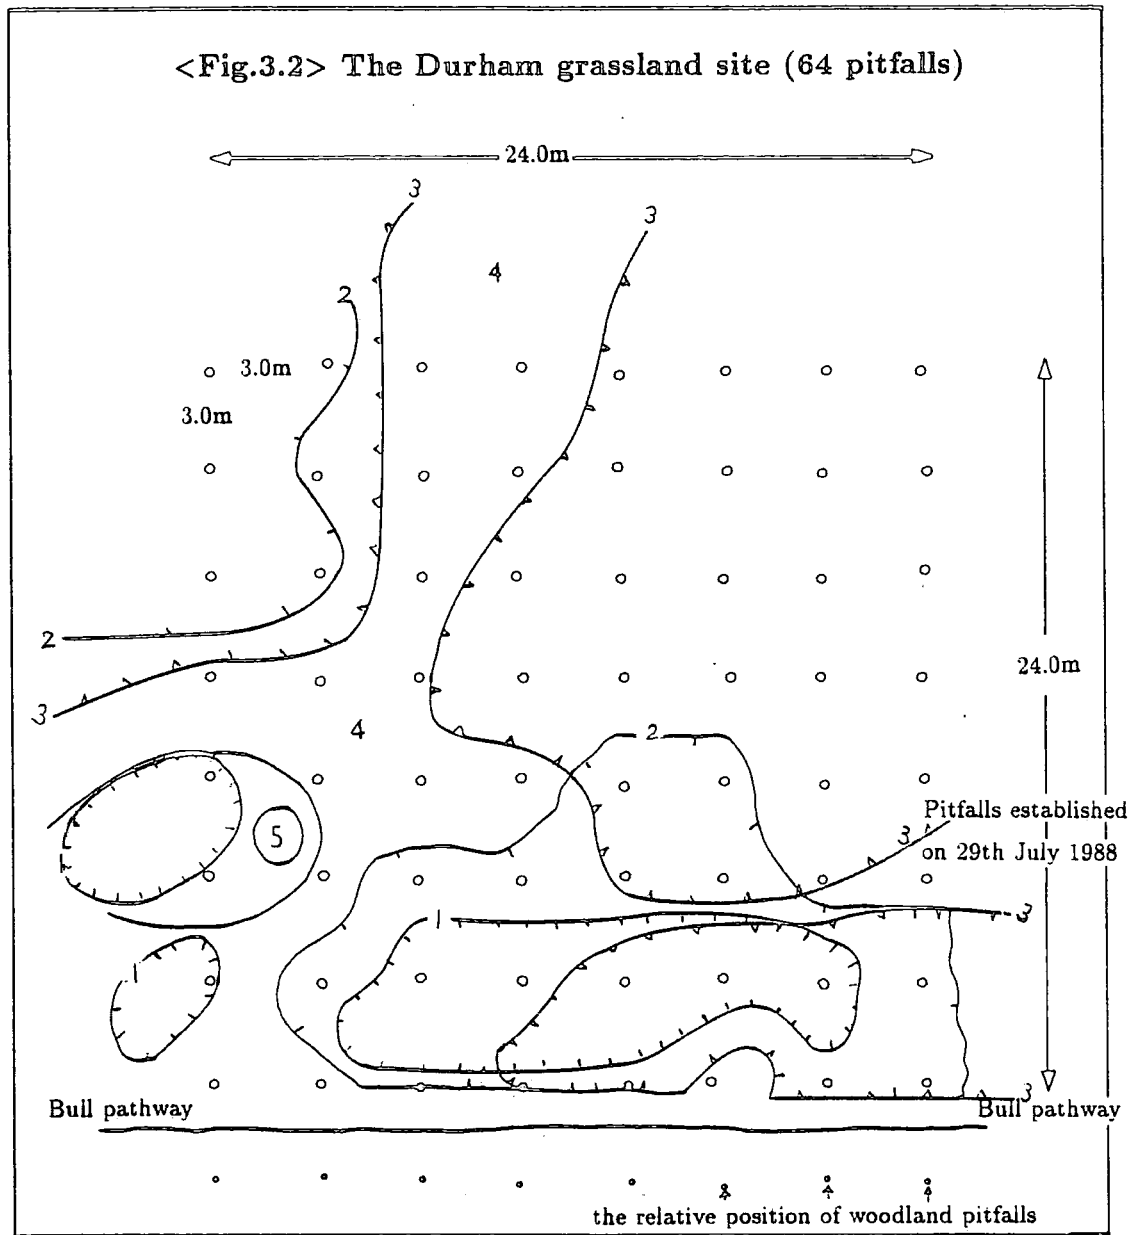 <Fig.3.2> The Durham grassland site (64 pitfalls)
24.0m
3
3
4
2
3.0m
3.0m
2
24.0m
3
4
2
Pitfalls established
3
on 29th July 1988
5
1
1
3
3
Bull pathway
Bull pathway
the relative position of woodland pitfalls